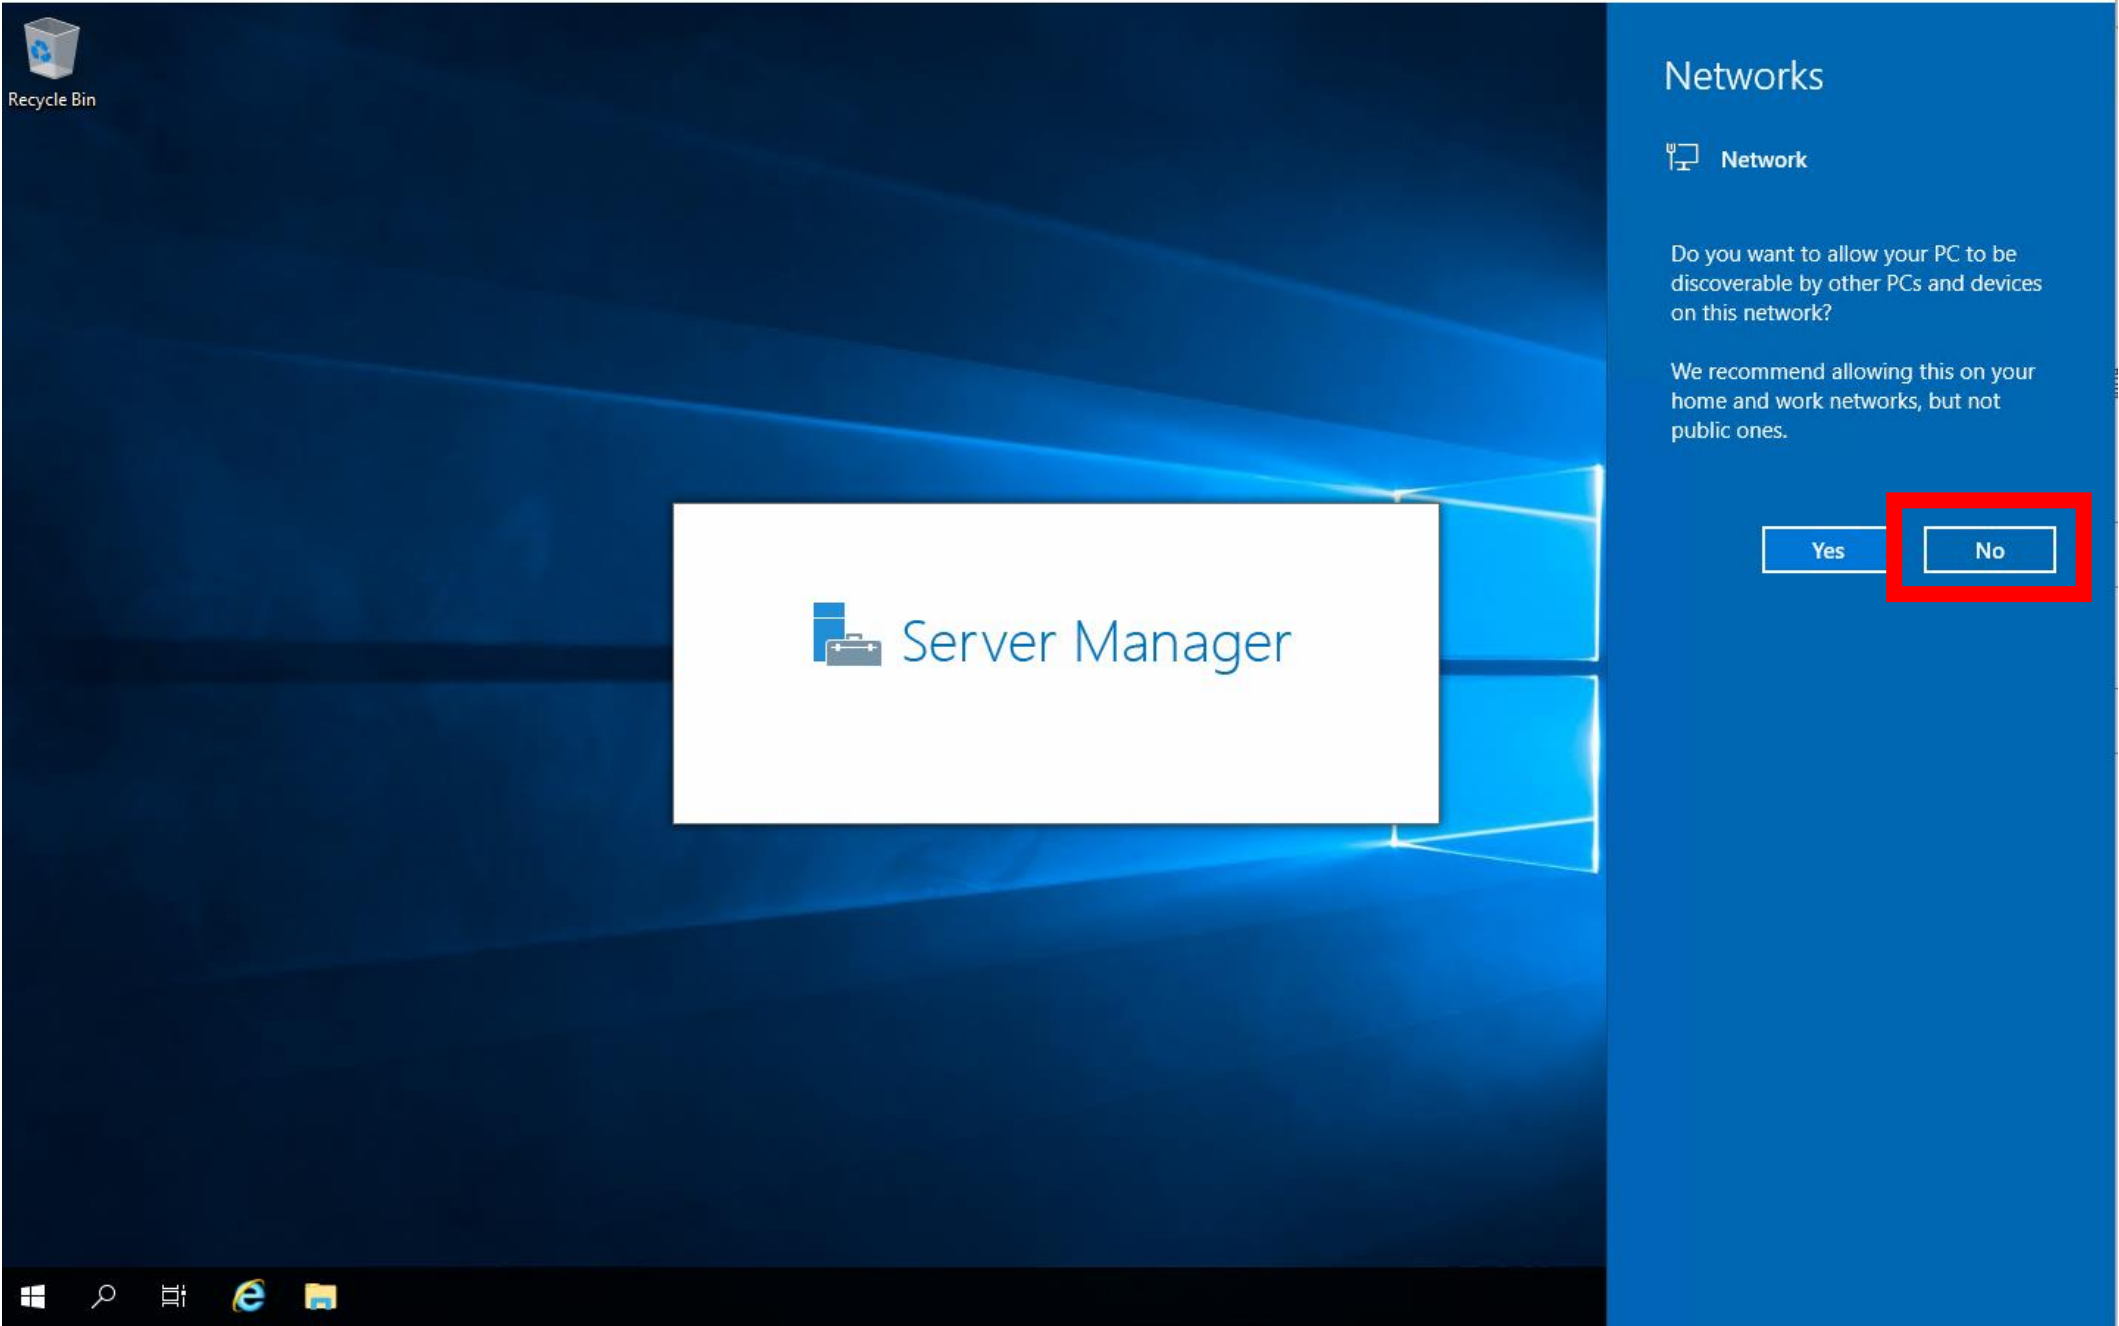 Recycle Bin
Networks
Network
Do you want to allow your PC to be
discoverable by other PCs and devices
on this network?
We recommend allowing this on your
home and work networks, but not
public ones.
Yes
No
Server Manager